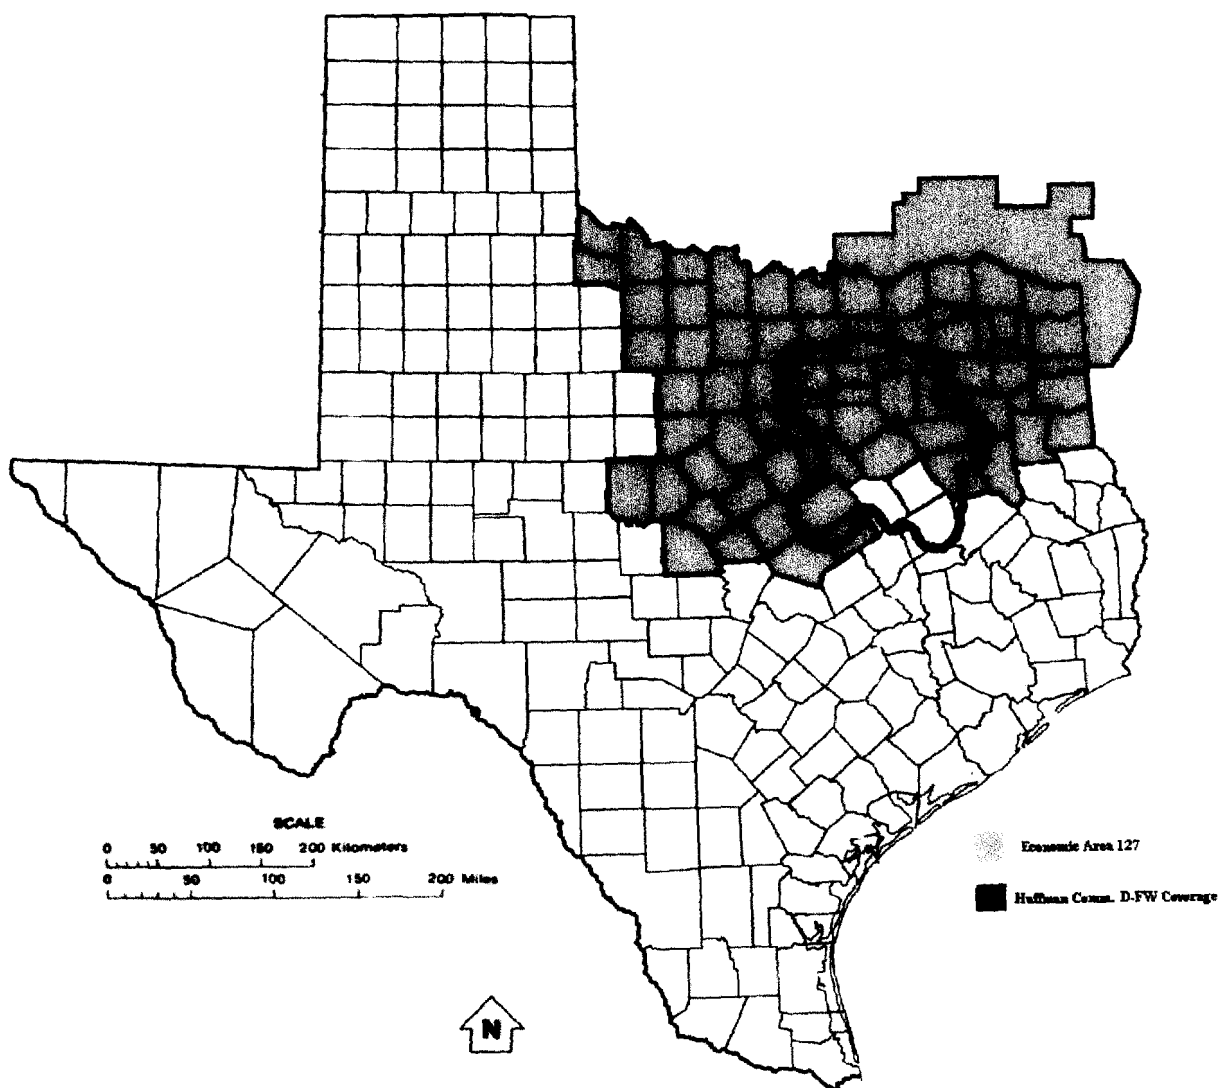 SCALE
0 50 100 150 200 Kilometers
0 50 100 150 200 Miles
N
Economic Area 127
Huffman Comm. D-FW Coverage